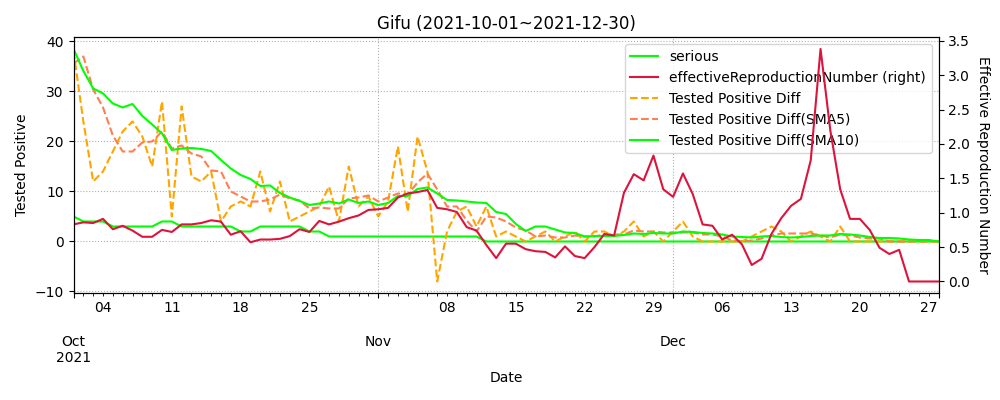 Gifu (2021-10-01~2021-12-30)
40
30
20
10
0
−10
Tested Positive
serious
effectiveReproductionNumber (right)
Tested Positive Diff
Tested Positive Diff(SMA5)
Tested Positive Diff(SMA10)
3.5
3.0
2.5
2.0
1.5
1.0
0.5
0.0
Effective Reproduction Number
04 11 18 25 08 15 22 29 06 13 20 27
Oct Nov Dec
2021
Date